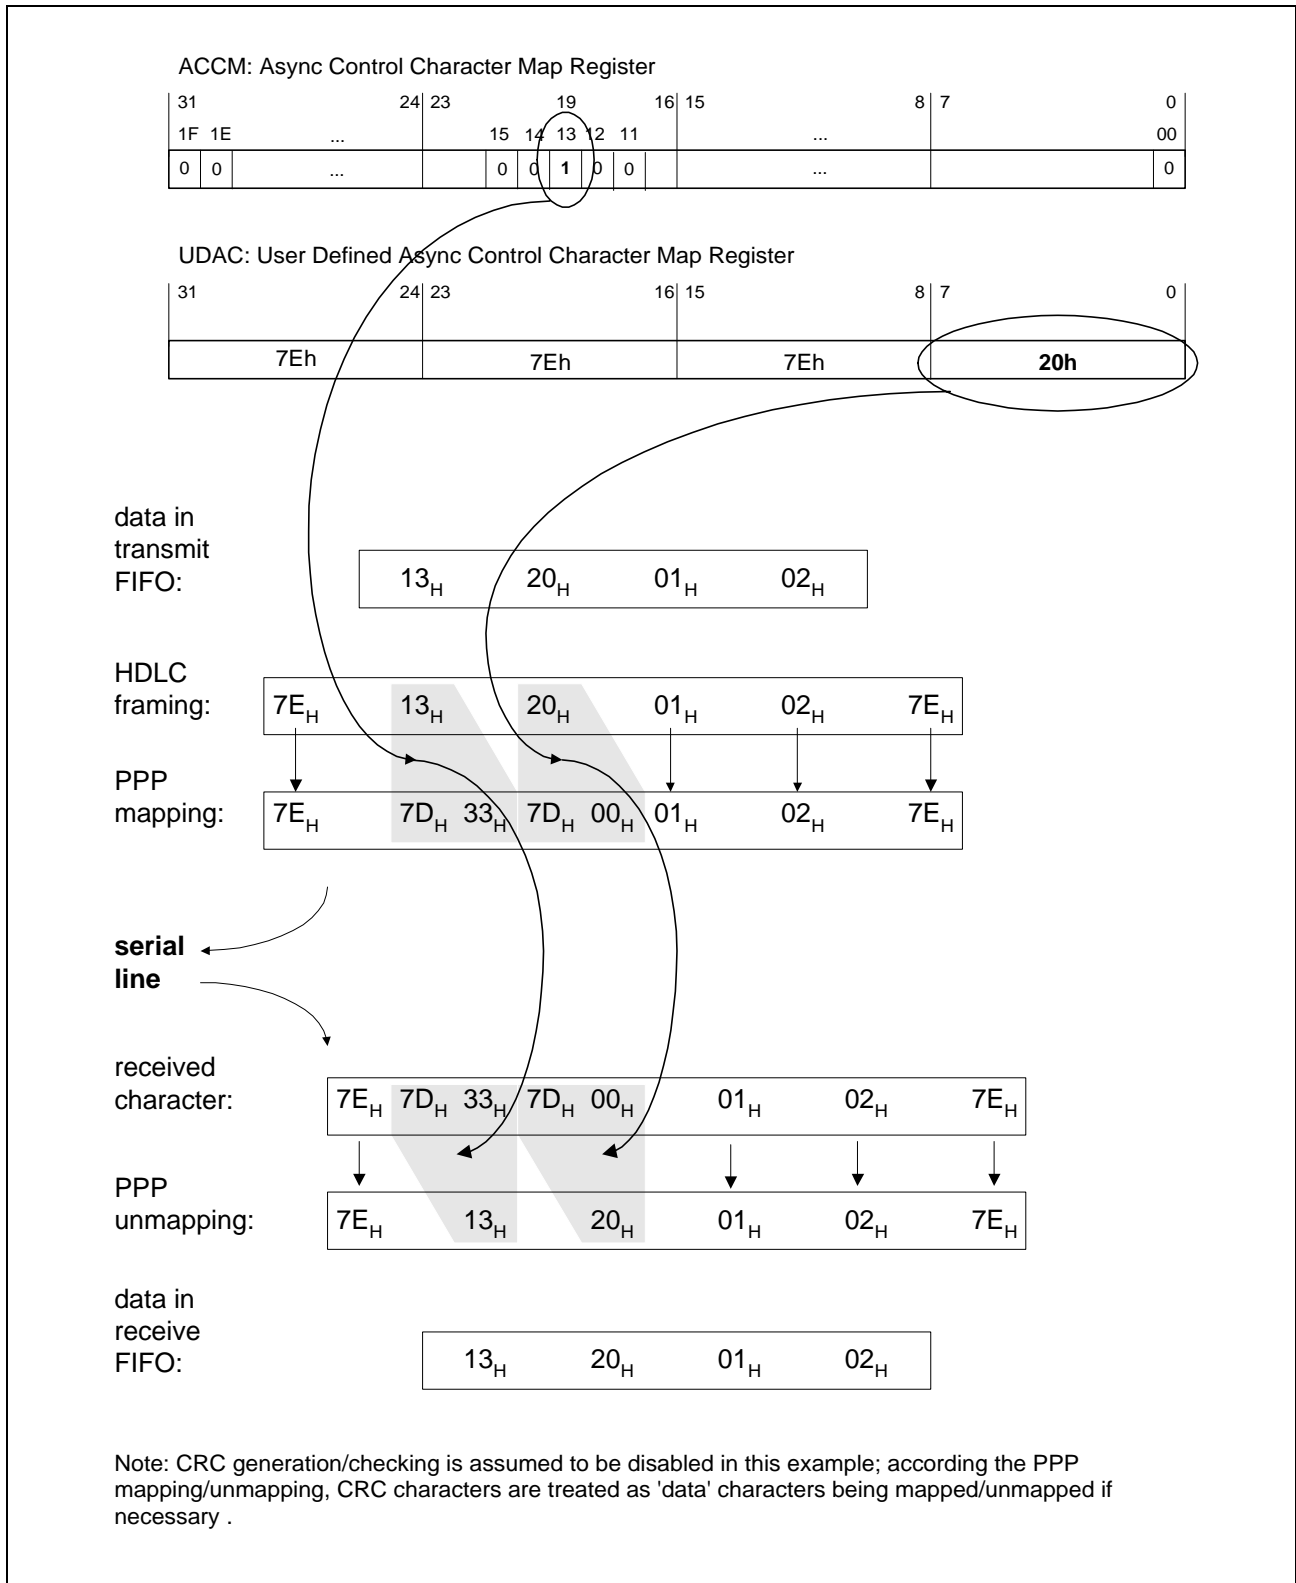 ACCM: Async Control Character Map Register
31 24 23 19 16 15 8 7 0
1F 1E ... 15 14 13 12 11 ... 00
0 0 ... 0 0 1 0 0 ... 0
UDAC: User Defined Async Control Character Map Register
31 24 23 16 15 8 7 0
7Eh 7Eh 7Eh 20h
data in
transmit
FIFO:
13H 20H 01H 02H
HDLC
framing:
7EH 13H 20H 01H 02H 7EH
PPP
mapping:
7EH 7DH 33H 7DH 00H 01H 02H 7EH
serial
line
received
character:
7EH 7DH 33H 7DH 00H 01H 02H 7EH
PPP
unmapping:
7EH 13H 20H 01H 02H 7EH
data in
receive
FIFO:
13H 20H 01H 02H
Note: CRC generation/checking is assumed to be disabled in this example; according the PPP
mapping/unmapping, CRC characters are treated as 'data' characters being mapped/unmapped if
necessary .